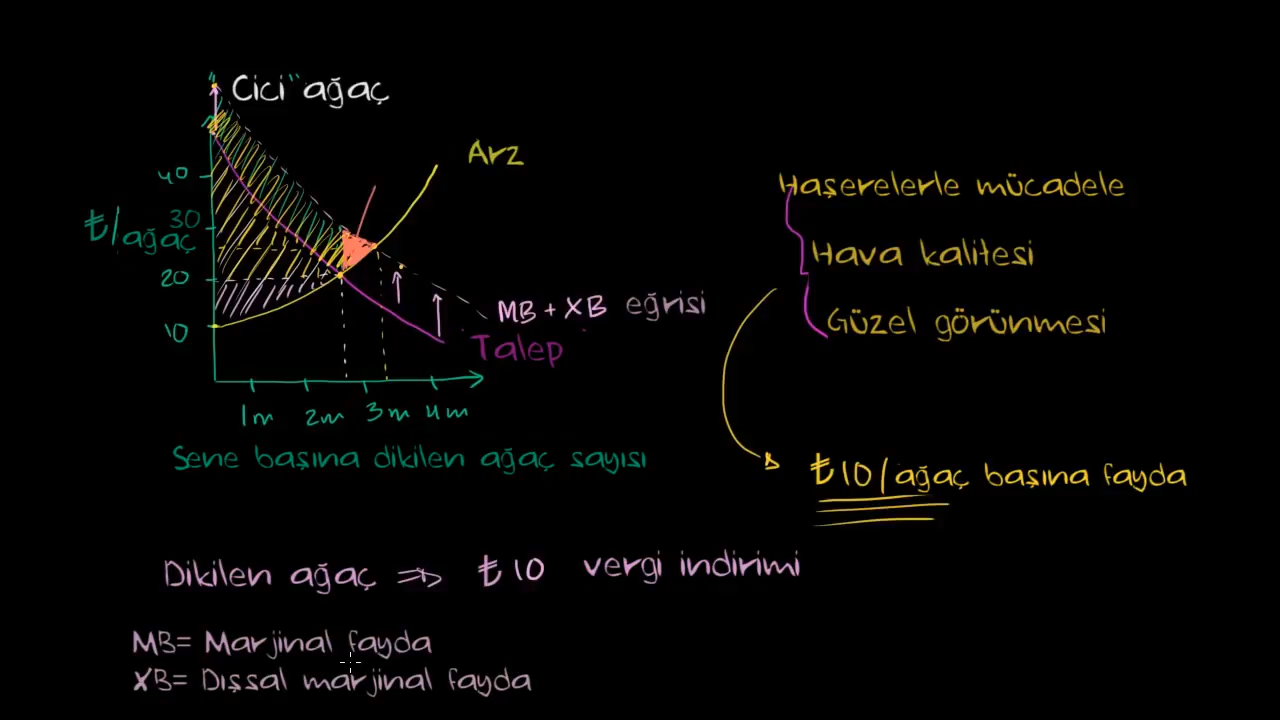 Cici" ağaç
Arz
40
30
₺/ağaç
20
10
MB + XB eğrisi
Talep
1m 2m 3m 4m
Sene başına dikilen ağaç sayısı
Haşerelerle mücadele
Hava kalitesi
Güzel görünmesi
₺10/ağaç başına fayda
Dikilen ağaç ⇒ ₺10 vergi indirimi
MB= Marjinal fayda
XB= Dışsal marjinal fayda